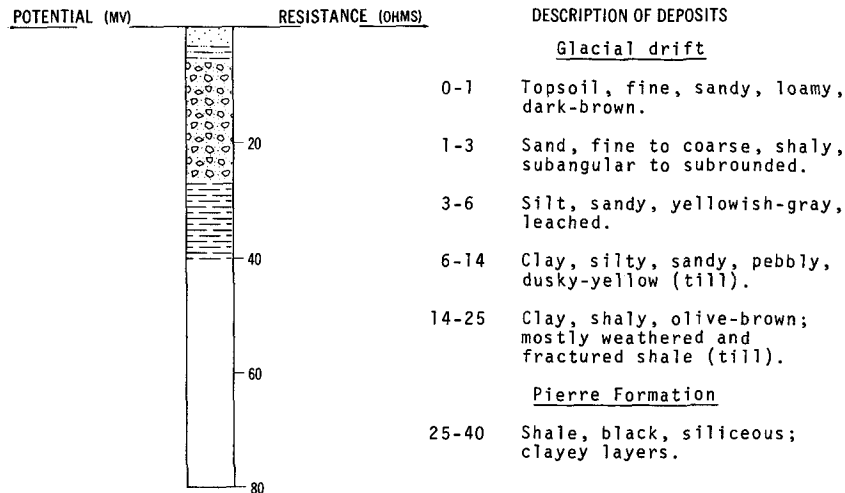 POTENTIAL (MV) RESISTANCE (OHMS) DESCRIPTION OF DEPOSITS
Glacial drift
0-1 Topsoil, fine, sandy, loamy,
dark-brown.
20
1-3 Sand, fine to coarse, shaly,
subangular to subrounded.
3-6 Silt, sandy, yellowish-gray,
leached.
40
6-14 Clay, silty, sandy, pebbly,
dusky-yellow (till).
14-25 Clay, shaly, olive-brown;
mostly weathered and
fractured shale (till).
60
Pierre Formation
25-40 Shale, black, siliceous;
clayey layers.
80